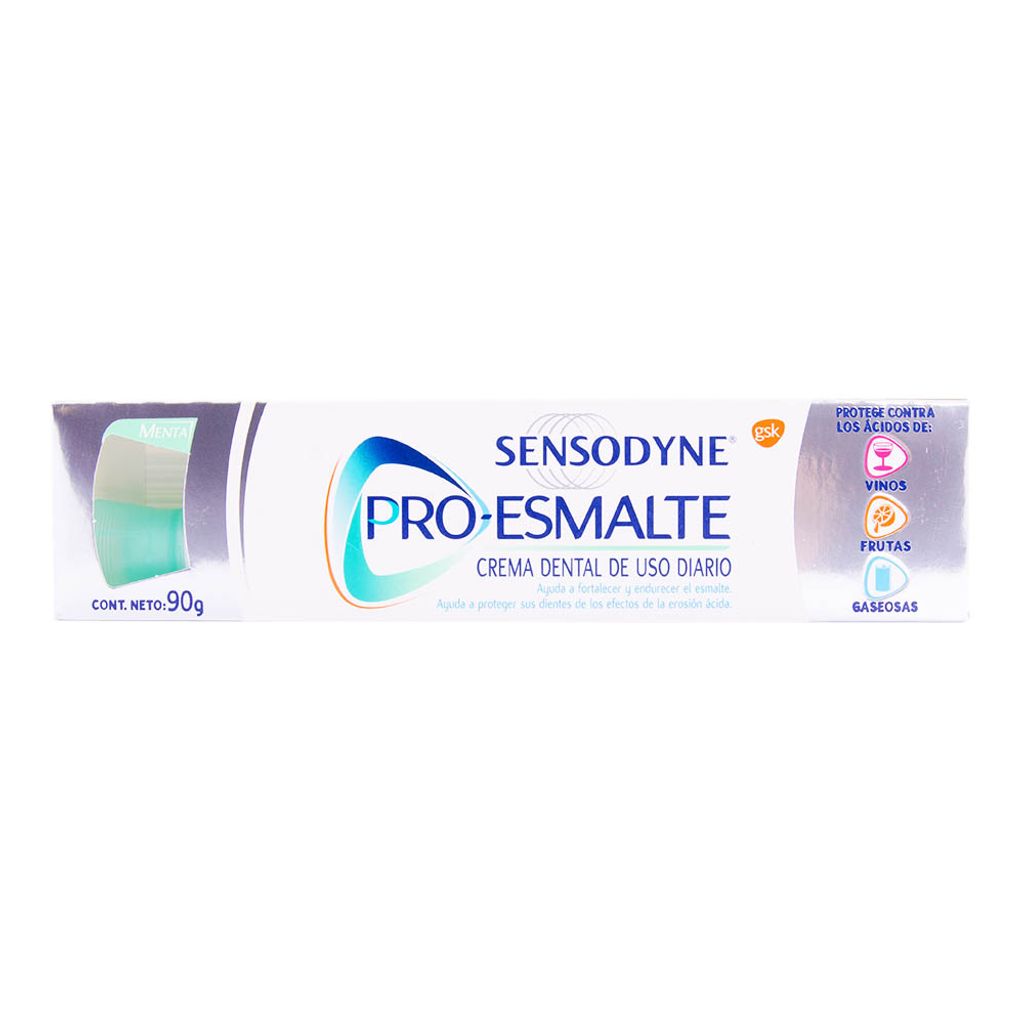 MENTA
CONT. NETO: 90g
SENSODYNE®
gsk
PRO-ESMALTE
CREMA DENTAL DE USO DIARIO
Ayuda a fortalecer y endurecer el esmalte.
Ayuda a proteger sus dientes de los efectos de la erosión ácida.
PROTEGE CONTRA
LOS ÁCIDOS DE:
VINOS
FRUTAS
GASEOSAS